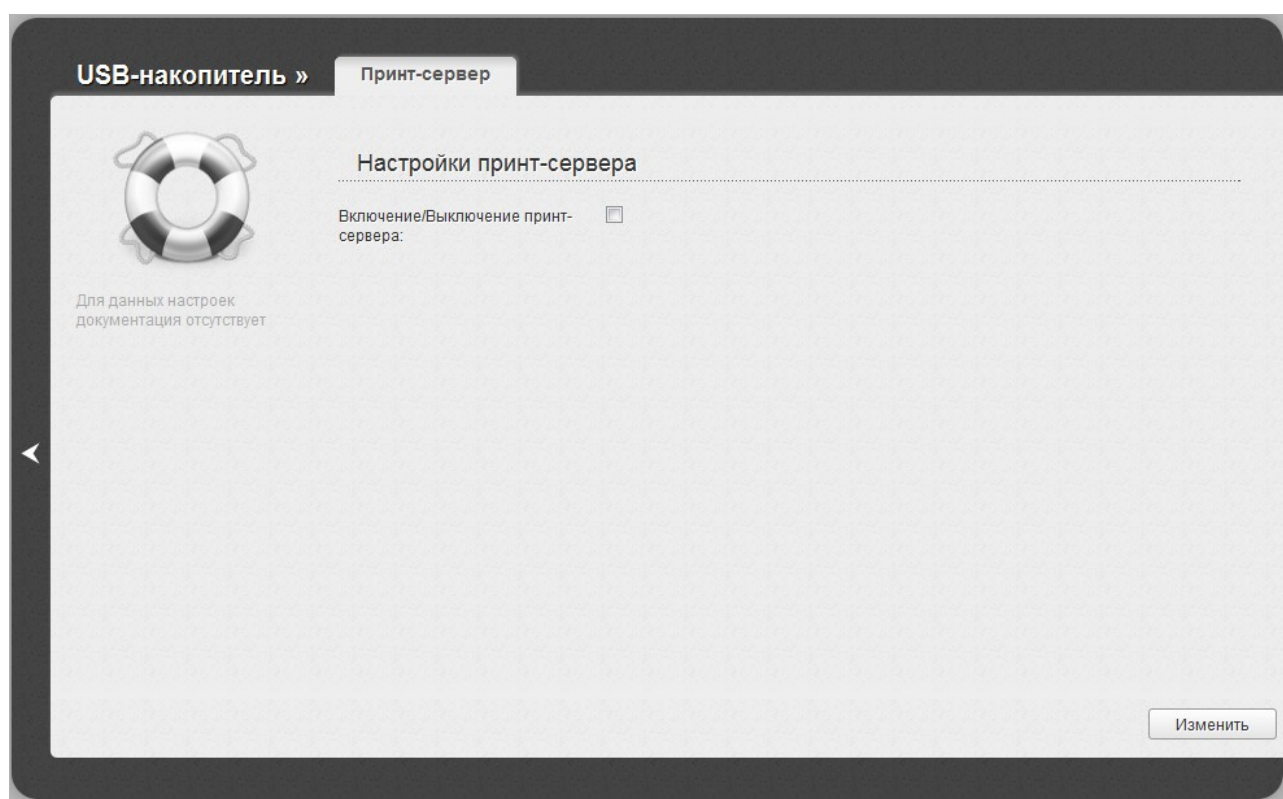 USB-накопитель » Принт-сервер
Настройки принт-сервера
Включение/Выключение принт-
сервера:
Для данных настроек
документация отсутствует
Изменить